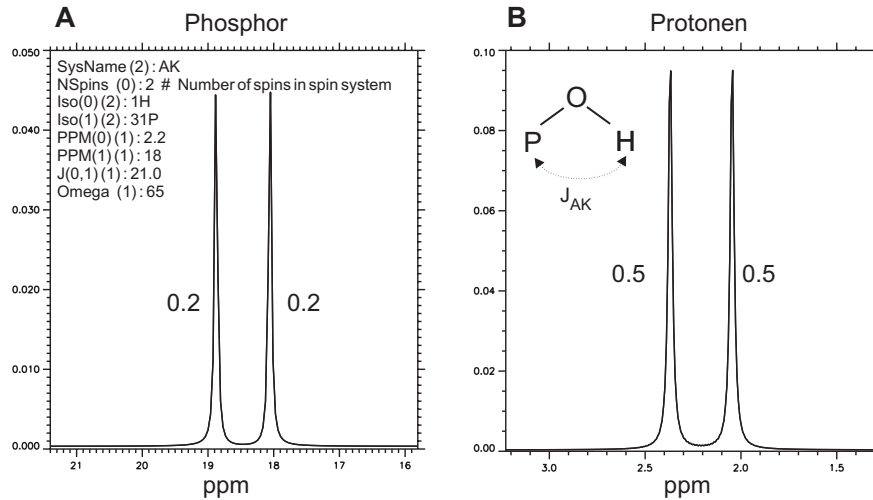 A
Phosphor
0.050
SysName (2) : AK
NSpins (0) : 2 # Number of spins in spin system
Iso(0) (2) : 1H
Iso(1) (2) : 31P
PPM(0) (1) : 2.2
PPM(1) (1) : 18
J(0,1) (1) : 21.0
Omega (1) : 65
0.040
0.030
0.020
0.010
0.000
0.2
0.2
21
20
19
18
17
16
ppm
B
Protonen
0.10
0.08
0.06
0.04
0.02
0.00
O
P
H
JAK
0.5
0.5
3.0
2.5
2.0
1.5
ppm